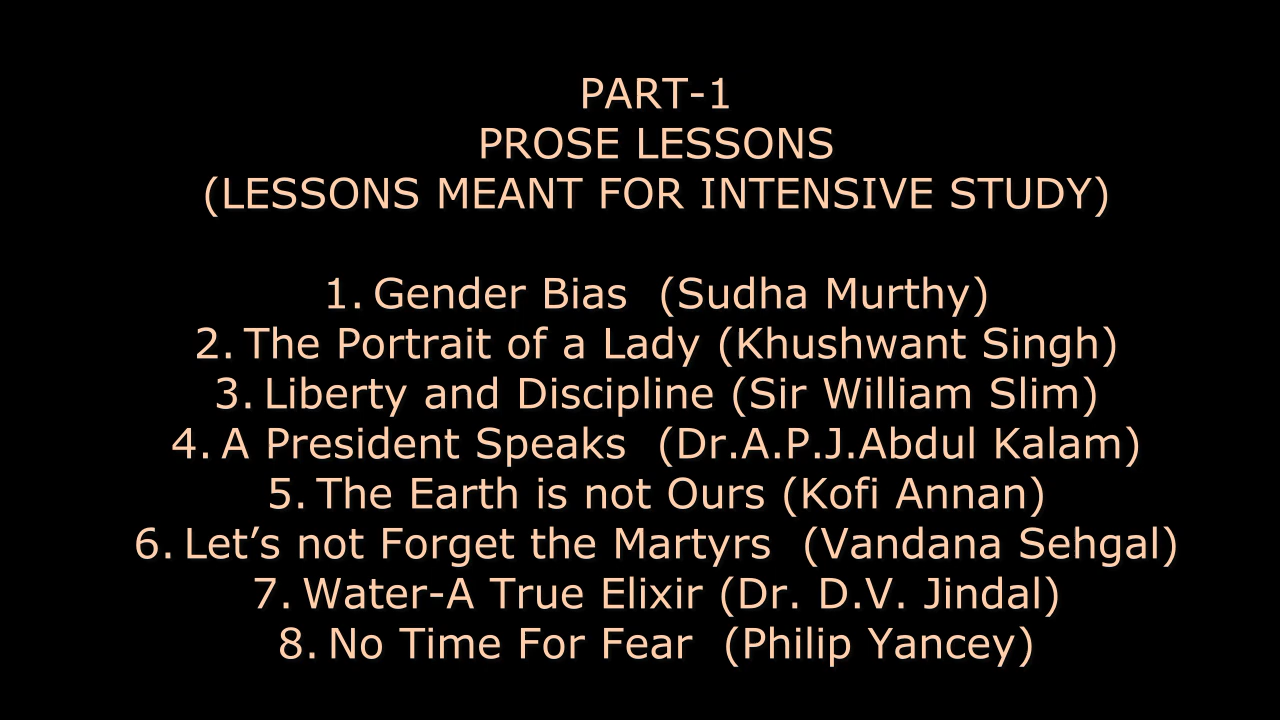 PART-1
PROSE LESSONS
(LESSONS MEANT FOR INTENSIVE STUDY)
1. Gender Bias  (Sudha Murthy)
2. The Portrait of a Lady (Khushwant Singh)
3. Liberty and Discipline (Sir William Slim)
4. A President Speaks  (Dr.A.P.J.Abdul Kalam)
5. The Earth is not Ours (Kofi Annan)
6. Let’s not Forget the Martyrs  (Vandana Sehgal)
7. Water-A True Elixir (Dr. D.V. Jindal)
8. No Time For Fear  (Philip Yancey)